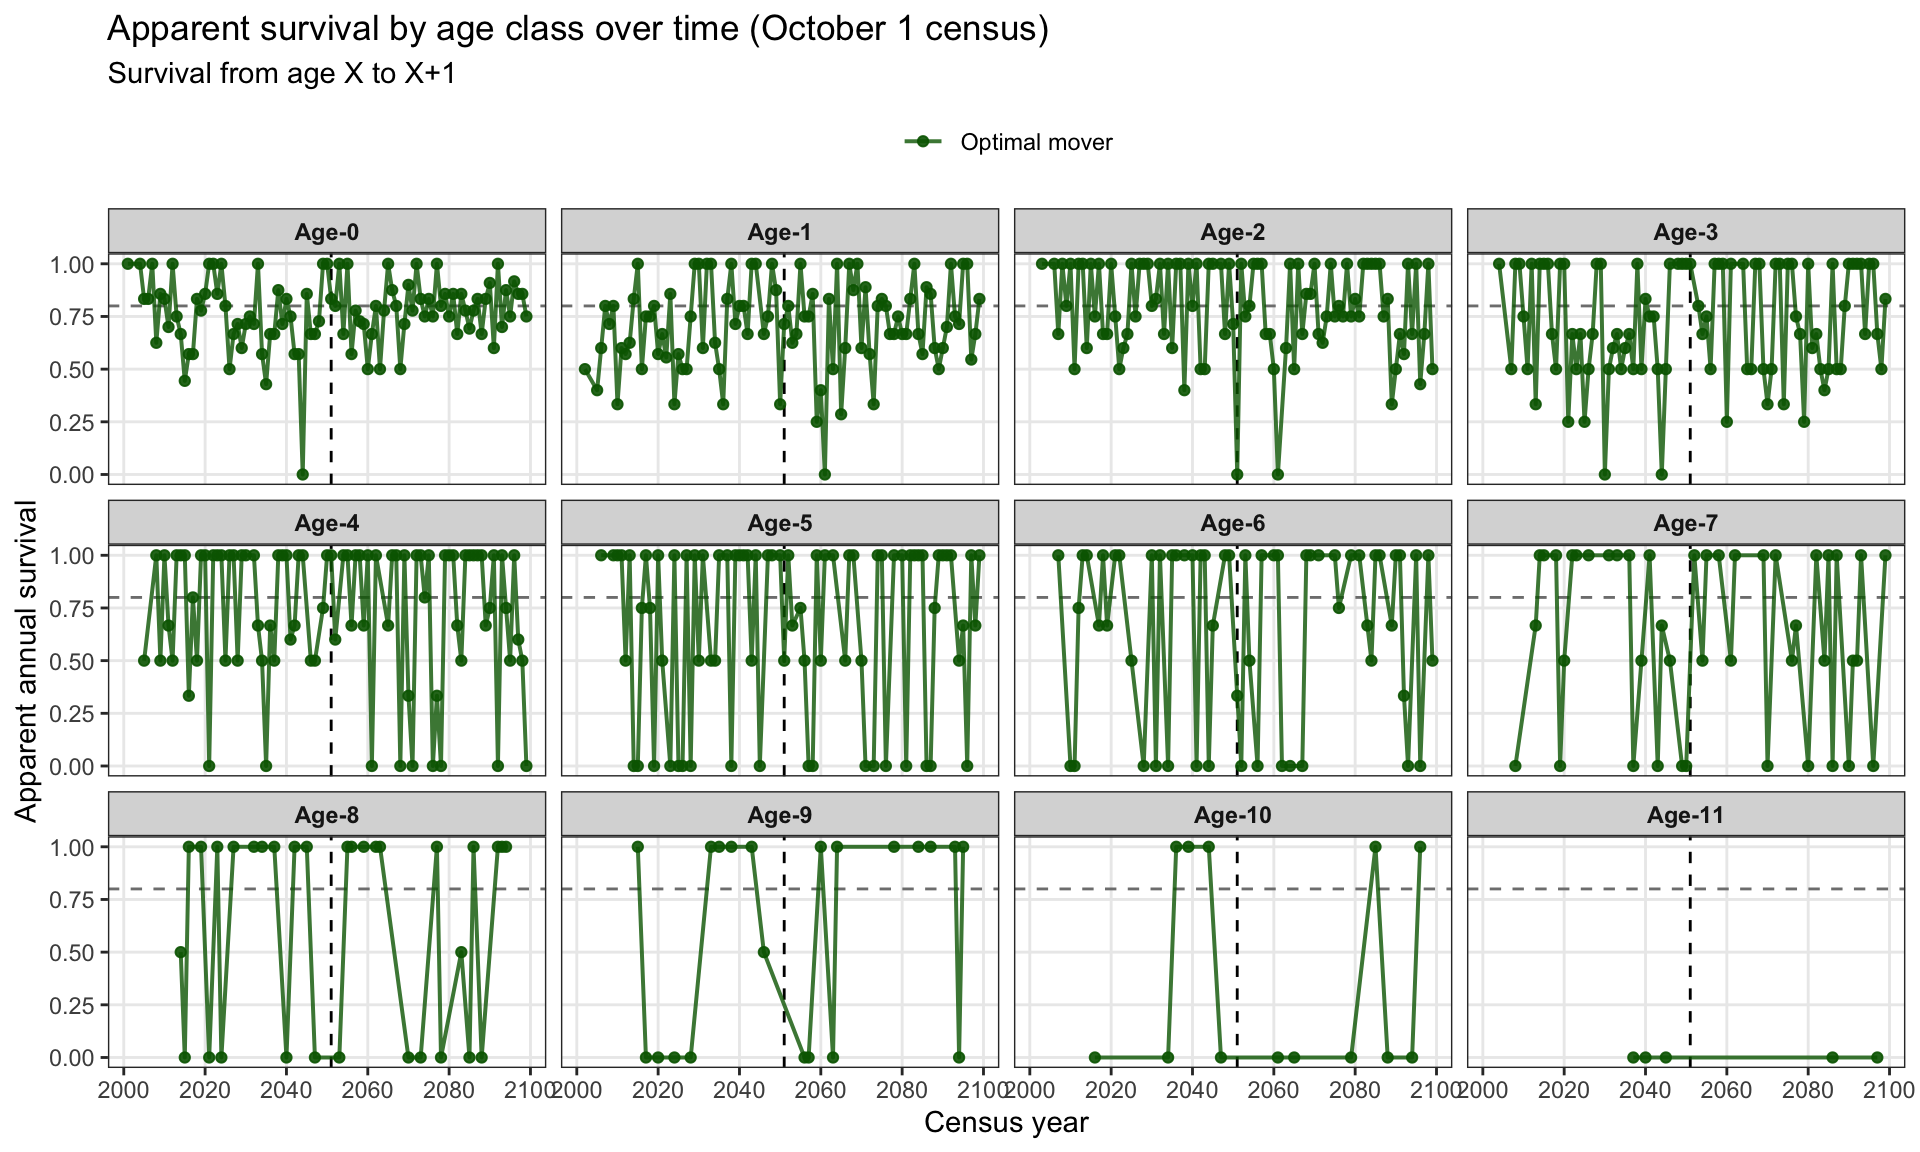 Apparent survival by age class over time (October 1 census)
Survival from age X to X+1
Optimal mover
Age-0 Age-1 Age-2 Age-3
1.00
0.75
0.50
0.25
0.00
Age-4 Age-5 Age-6 Age-7
1.00
0.75
0.50
0.25
0.00
Age-8 Age-9 Age-10 Age-11
1.00
0.75
0.50
0.25
0.00
2000 2020 2040 2060 2080 2100 2000 2020 2040 2060 2080 2100 2000 2020 2040 2060 2080 2100 2000 2020 2040 2060 2080 2100
Census year
Apparent annual survival